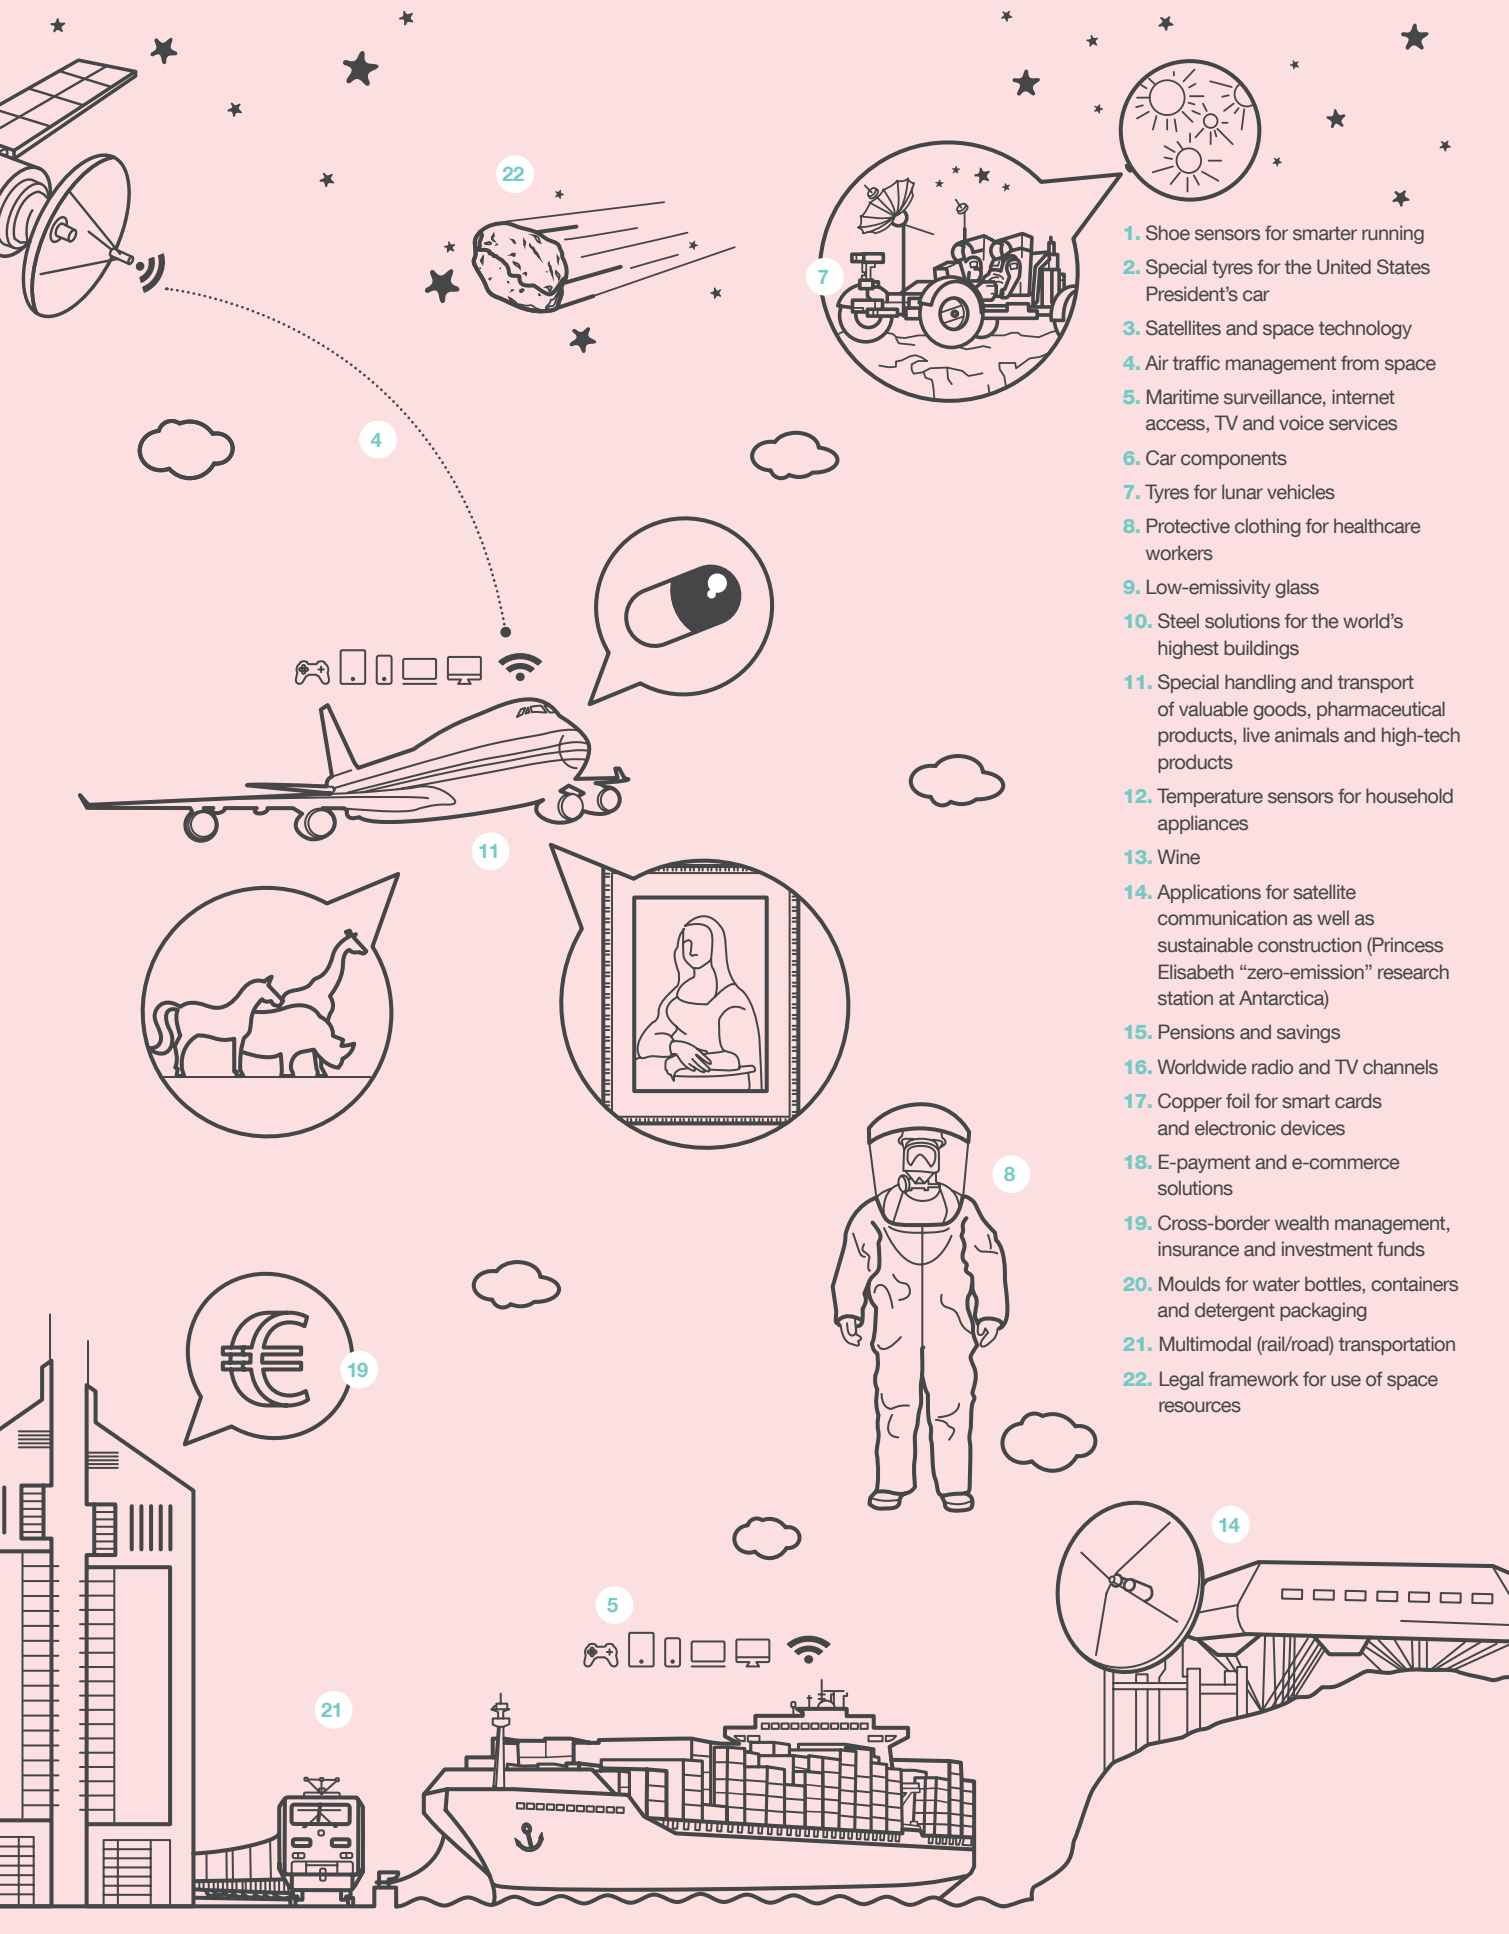 22
7
1. Shoe sensors for smarter running
2. Special tyres for the United States
President's car
3. Satellites and space technology
4. Air traffic management from space
5. Maritime surveillance, internet
access, TV and voice services
6. Car components
7. Tyres for lunar vehicles
8. Protective clothing for healthcare
workers
9. Low-emissivity glass
10. Steel solutions for the world's
highest buildings
11. Special handling and transport
of valuable goods, pharmaceutical
products, live animals and high-tech
products
12. Temperature sensors for household
appliances
13. Wine
14. Applications for satellite
communication as well as
sustainable construction (Princess
Elisabeth “zero-emission” research
station at Antarctica)
15. Pensions and savings
16. Worldwide radio and TV channels
17. Copper foil for smart cards
and electronic devices
18. E-payment and e-commerce
solutions
19. Cross-border wealth management,
insurance and investment funds
20. Moulds for water bottles, containers
and detergent packaging
21. Multimodal (rail/road) transportation
22. Legal framework for use of space
resources
4
11
8
€
19
14
5
21